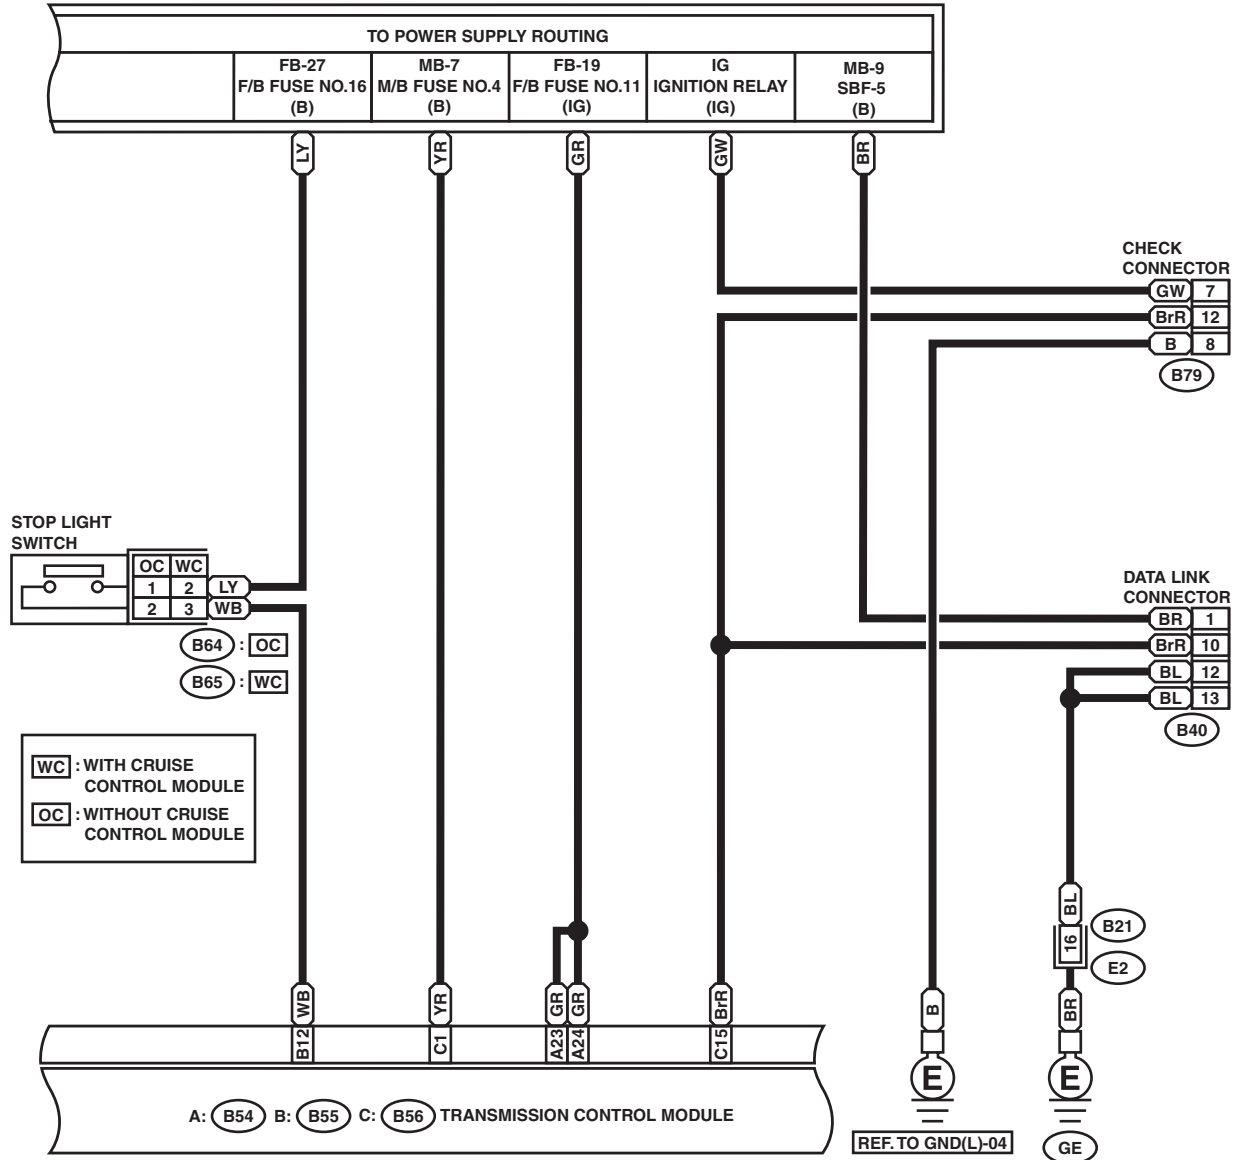 TO POWER SUPPLY ROUTING
FB-27
F/B FUSE NO.16
(B)
MB-7
M/B FUSE NO.4
(B)
FB-19
F/B FUSE NO.11
(IG)
IG
IGNITION RELAY
(IG)
MB-9
SBF-5
(B)
LY
YR
GR
GW
BR
CHECK
CONNECTOR
GW 7
BrR 12
B 8
B79
STOP LIGHT
SWITCH
OC WC
1 2 LY
2 3 WB
B64 : OC
B65 : WC
DATA LINK
CONNECTOR
BR 1
BrR 10
BL 12
BL 13
B40
WC : WITH CRUISE
CONTROL MODULE
OC : WITHOUT CRUISE
CONTROL MODULE
BL
16
B21
E2
BR
WB
YR
GR
GR
BrR
B
B12
C1
A23
A24
C15
E
E
A: B54 B: B55 C: B56 TRANSMISSION CONTROL MODULE
REF. TO GND(L)-04
GE